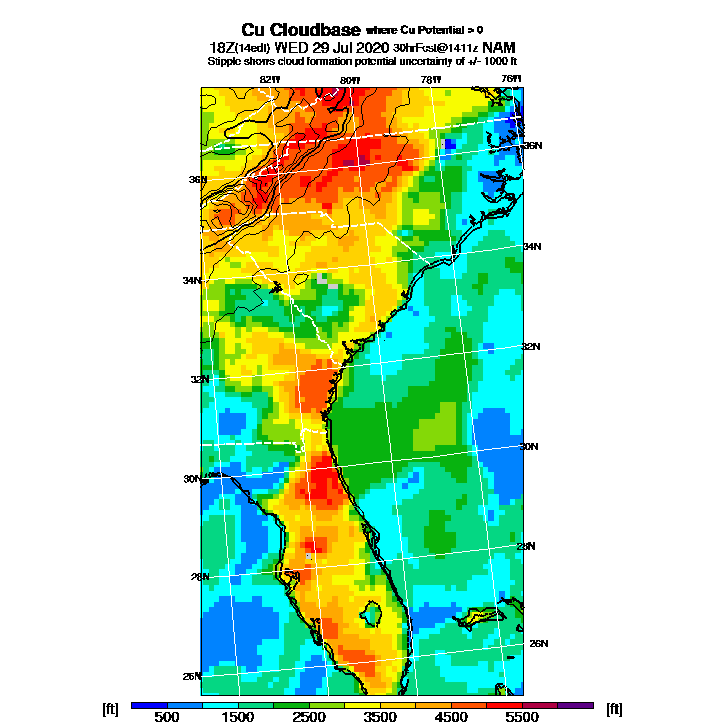 Cu Cloudbase where Cu Potential > 0
18Z(14edt) WED 29 Jul 2020 30hrFcst@1411z NAM
Stipple shows cloud formation potential uncertainty of +/- 1000 ft
82W 80W 78W 76W
36N
36N
34N
34N
32N
32N
30N
30N
28N
28N
26N
26N
[ft] [ft]
500 1500 2500 3500 4500 5500